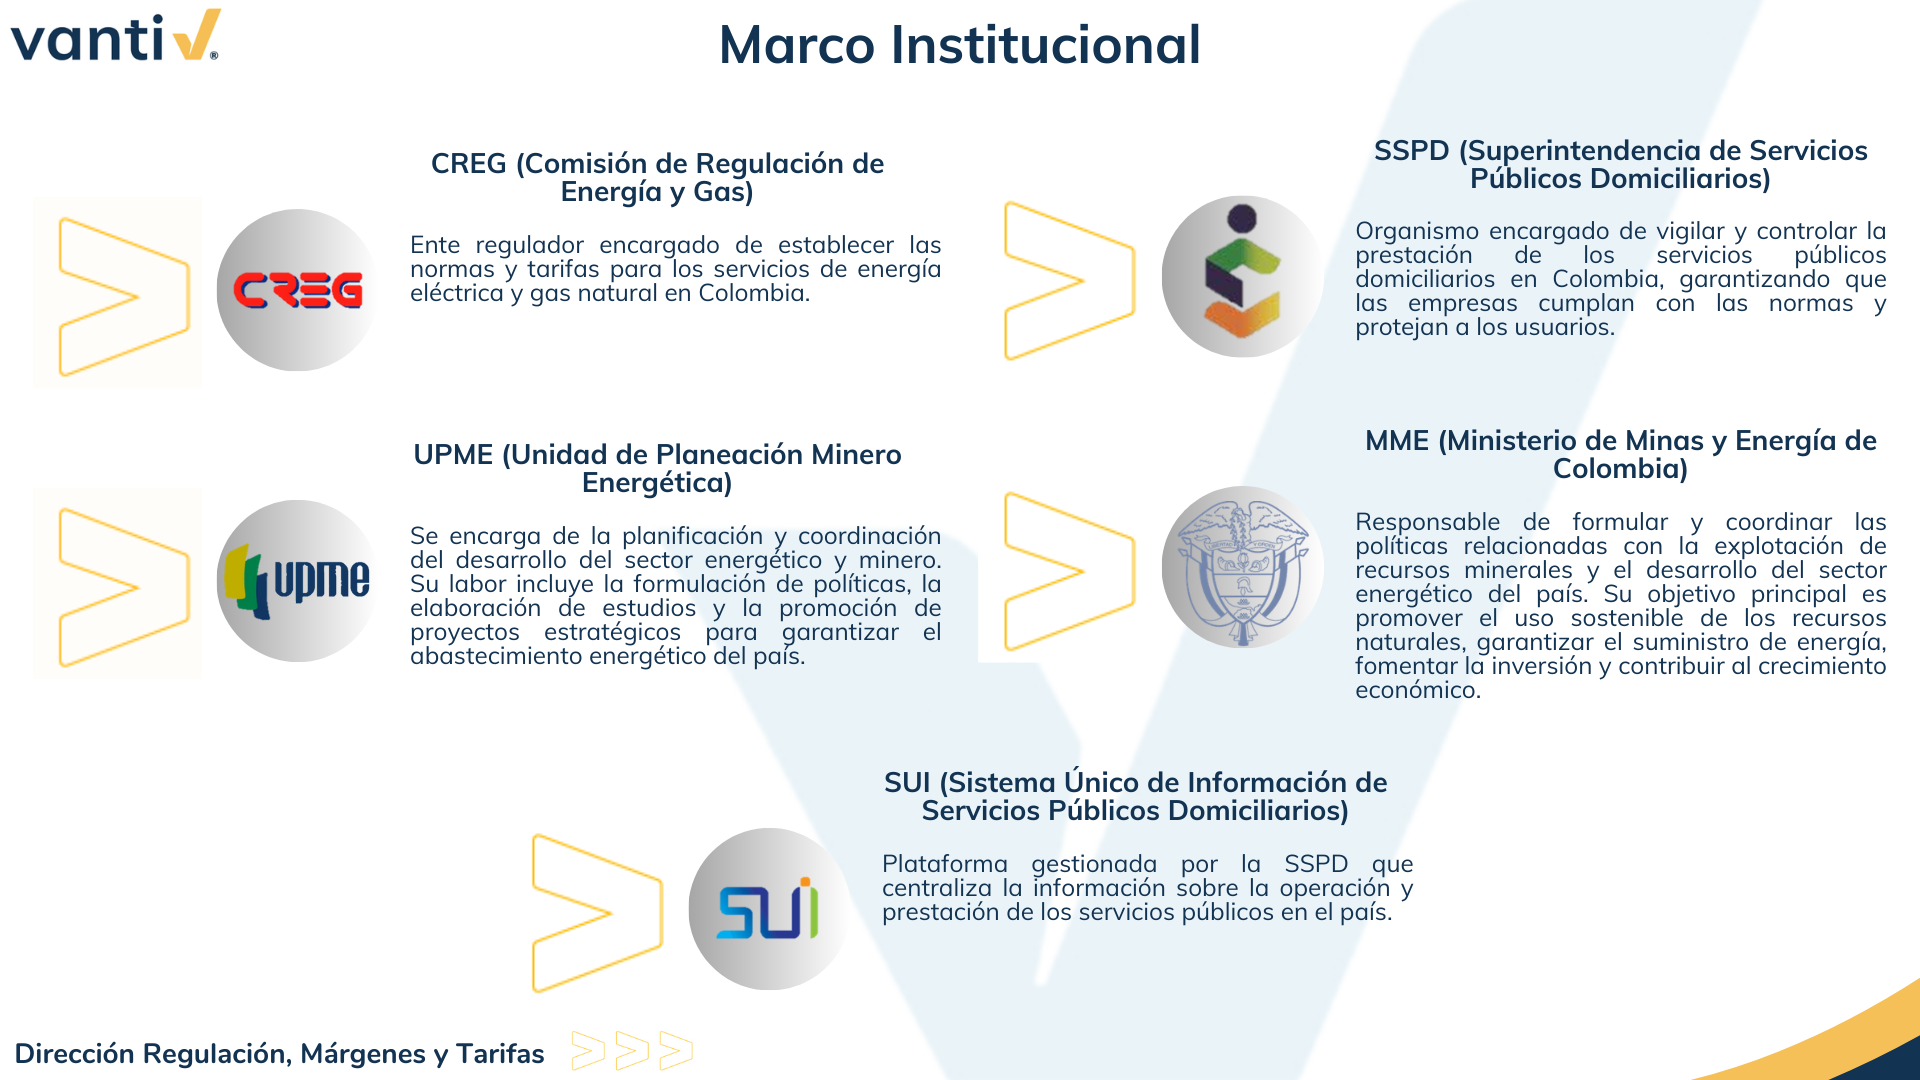 vanti
®
Marco Institucional
CREG (Comisión de Regulación de
Energía y Gas)
CREG
Ente regulador encargado de establecer las
normas y tarifas para los servicios de energía
eléctrica y gas natural en Colombia.
SSPD (Superintendencia de Servicios
Públicos Domiciliarios)
Organismo encargado de vigilar y controlar la
prestación de los servicios públicos
domiciliarios en Colombia, garantizando que
las empresas cumplan con las normas y
protejan a los usuarios.
UPME (Unidad de Planeación Minero
Energética)
upme
Se encarga de la planificación y coordinación
del desarrollo del sector energético y minero.
Su labor incluye la formulación de políticas, la
elaboración de estudios y la promoción de
proyectos estratégicos para garantizar el
abastecimiento energético del país.
MME (Ministerio de Minas y Energía de
Colombia)
Responsable de formular y coordinar las
políticas relacionadas con la explotación de
recursos minerales y el desarrollo del sector
energético del país. Su objetivo principal es
promover el uso sostenible de los recursos
naturales, garantizar el suministro de energía,
fomentar la inversión y contribuir al crecimiento
económico.
SUI (Sistema Único de Información de
Servicios Públicos Domiciliarios)
sui
Plataforma gestionada por la SSPD que
centraliza la información sobre la operación y
prestación de los servicios públicos en el país.
Dirección Regulación, Márgenes y Tarifas